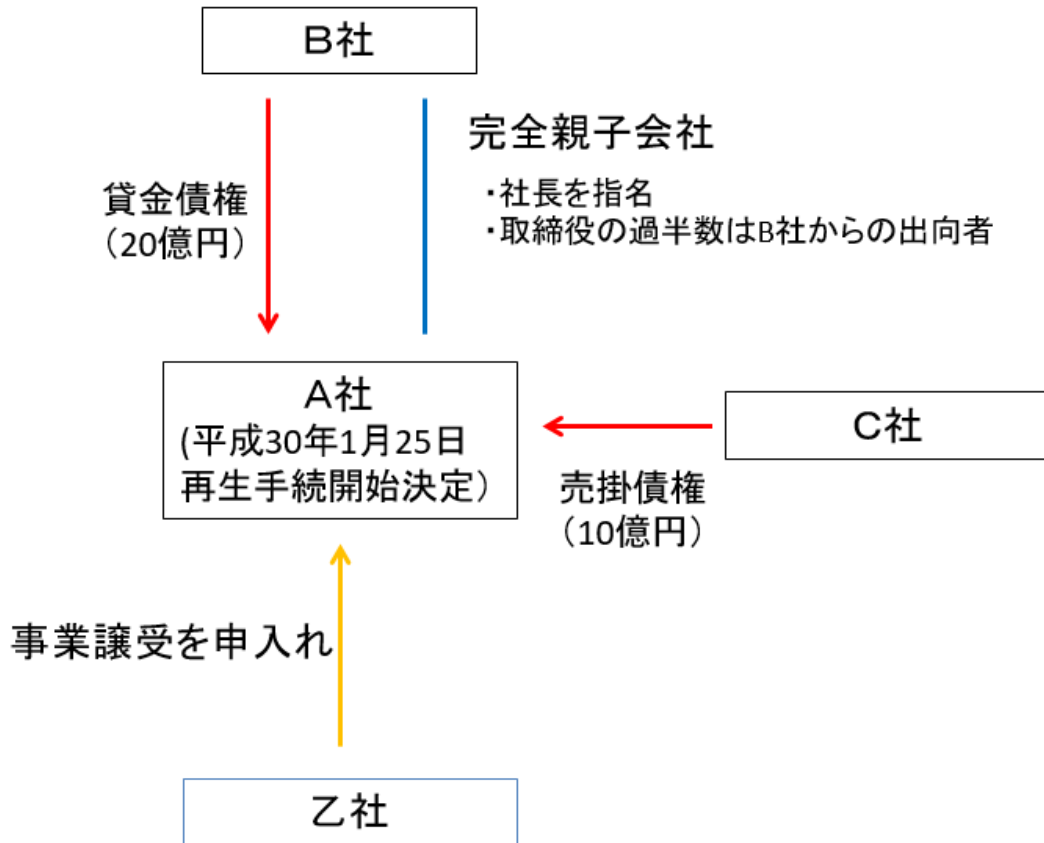 B社
完全親子会社
・社長を指名
・取締役の過半数はB社からの出向者
貸金債権
（20億円）
A社
(平成30年1月25日
再生手続開始決定）
C社
売掛債権
（10億円）
事業譲受を申入れ
乙社